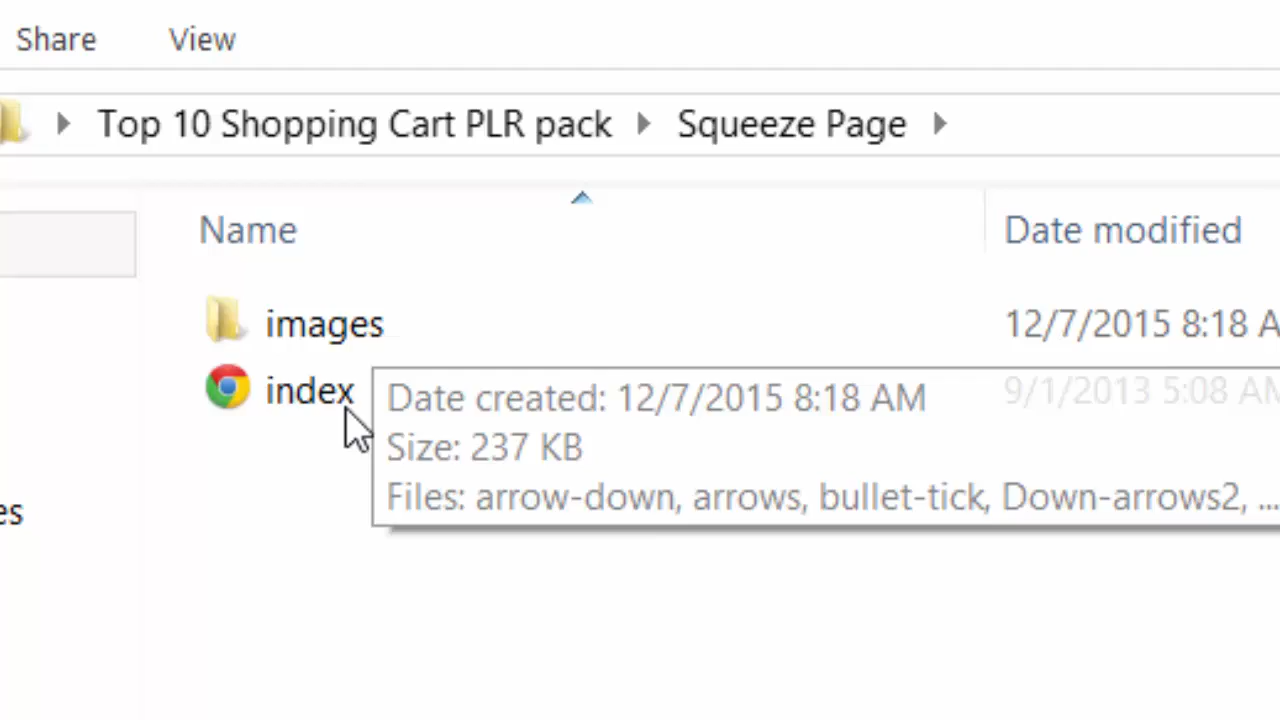 Share View
Top 10 Shopping Cart PLR pack Squeeze Page
Name Date modified
images 12/7/2015 8:18 A
index 9/1/2013 5:08 AM
Date created: 12/7/2015 8:18 AM
Size: 237 KB
Files: arrow-down, arrows, bullet-tick, Down-arrows2, ...
es